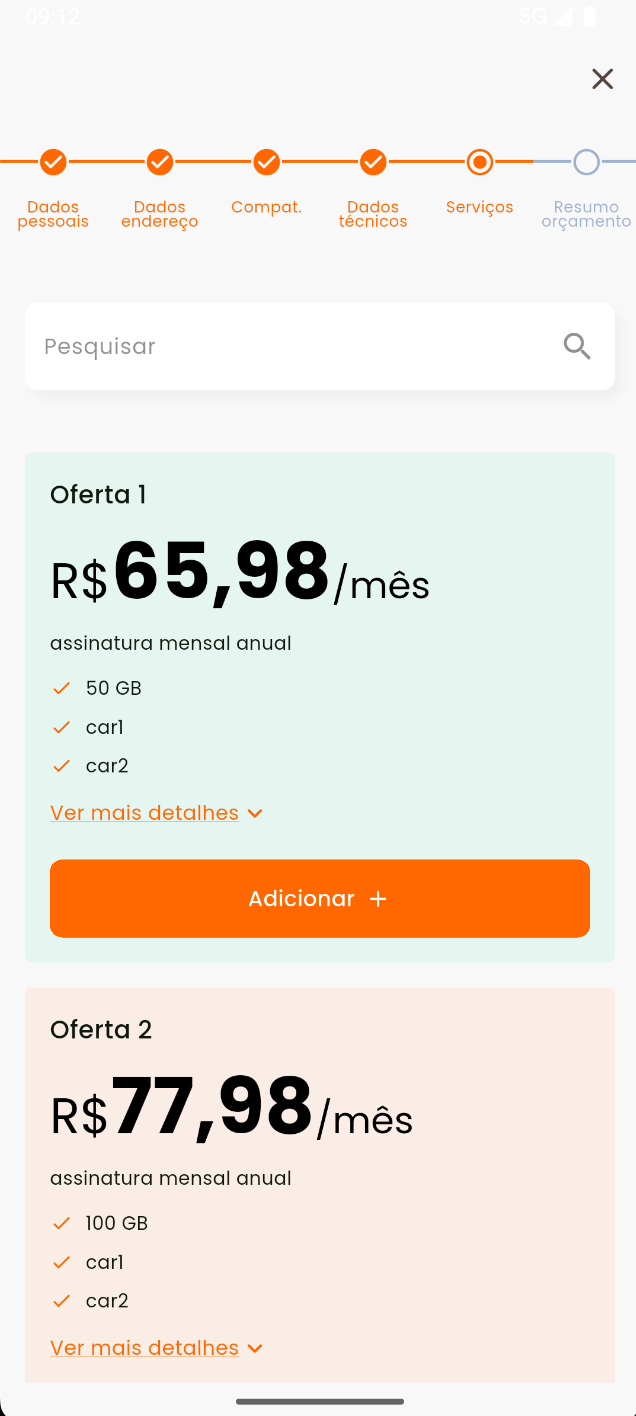 09:12
5G
Dados
pessoais
Dados
endereço
Compat.
Dados
técnicos
Serviços
Resumo
orçamento
Pesquisar
Oferta 1
R$65,98/mês
assinatura mensal anual
50 GB
car1
car2
Ver mais detalhes
Adicionar +
Oferta 2
R$77,98/mês
assinatura mensal anual
100 GB
car1
car2
Ver mais detalhes